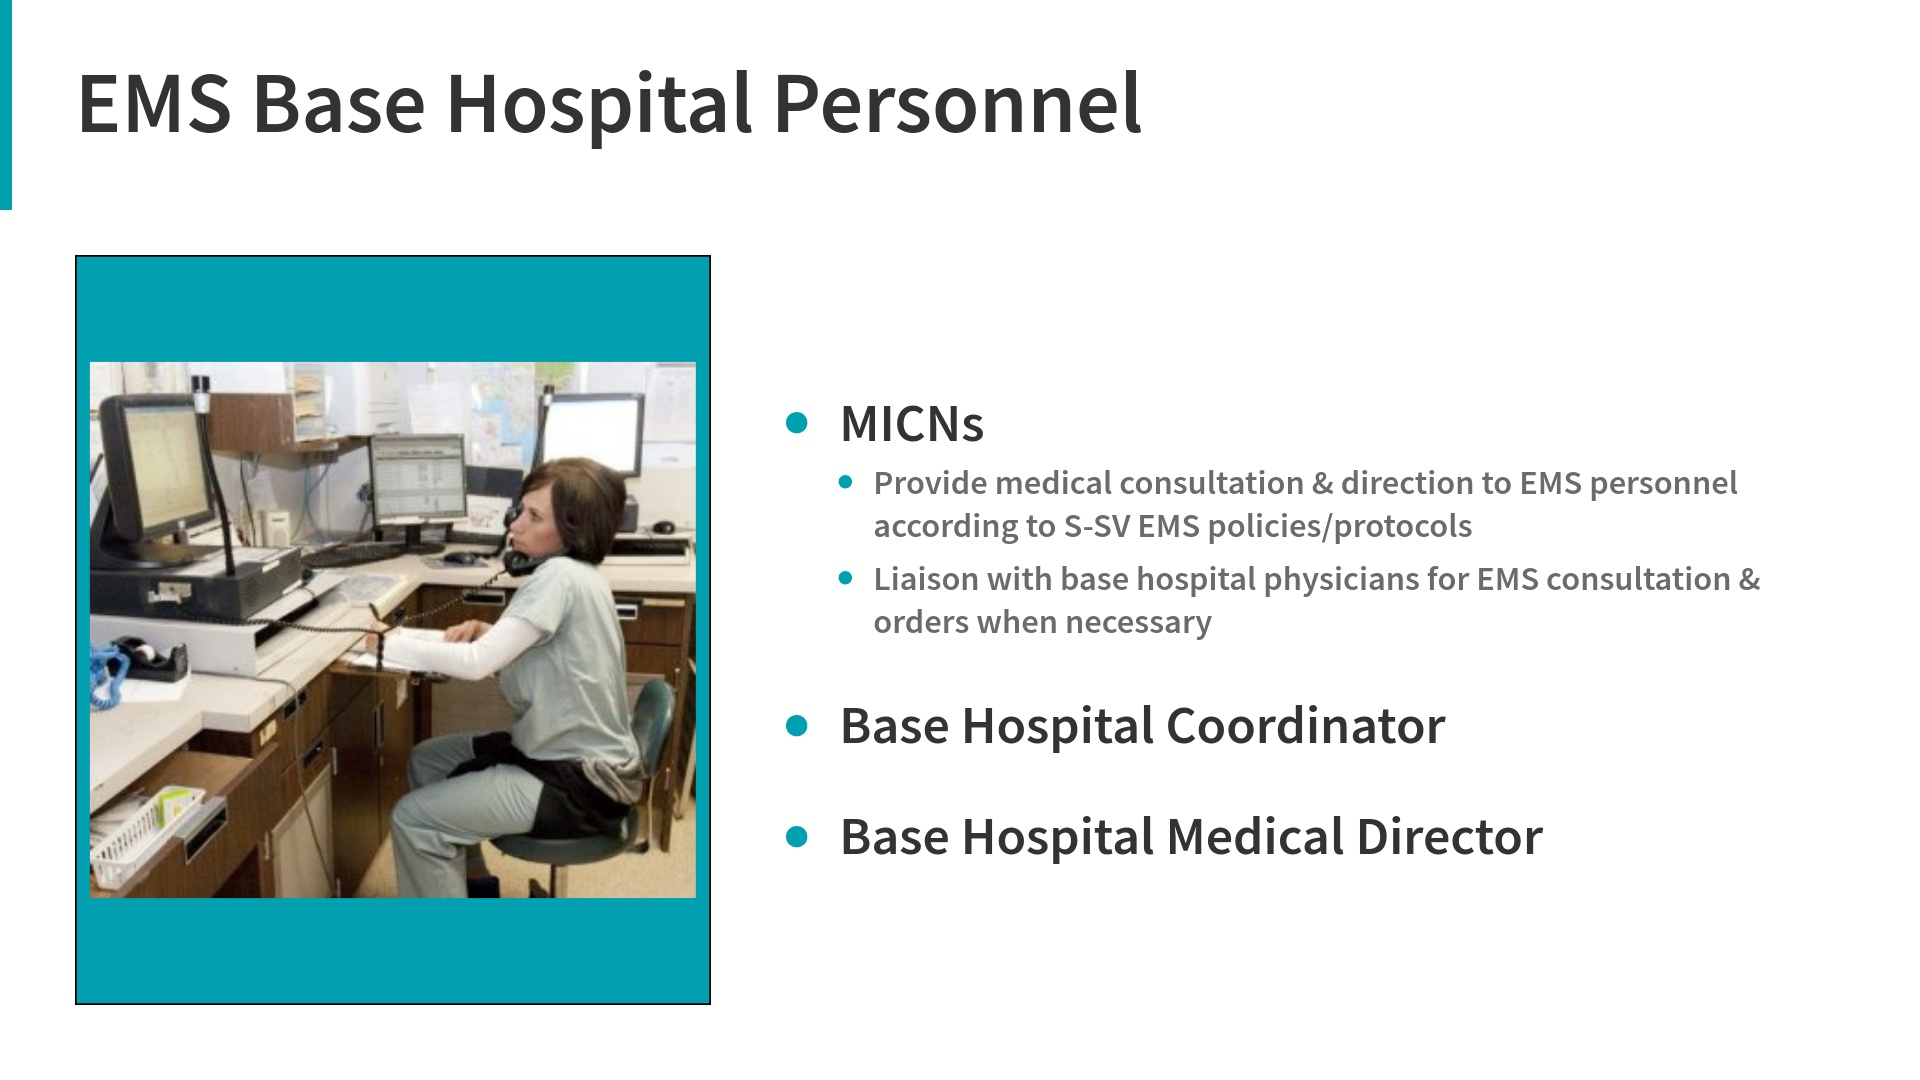 EMS Base Hospital Personnel
MICNs
Provide medical consultation & direction to EMS personnel
according to S-SV EMS policies/protocols
Liaison with base hospital physicians for EMS consultation &
orders when necessary
Base Hospital Coordinator
Base Hospital Medical Director